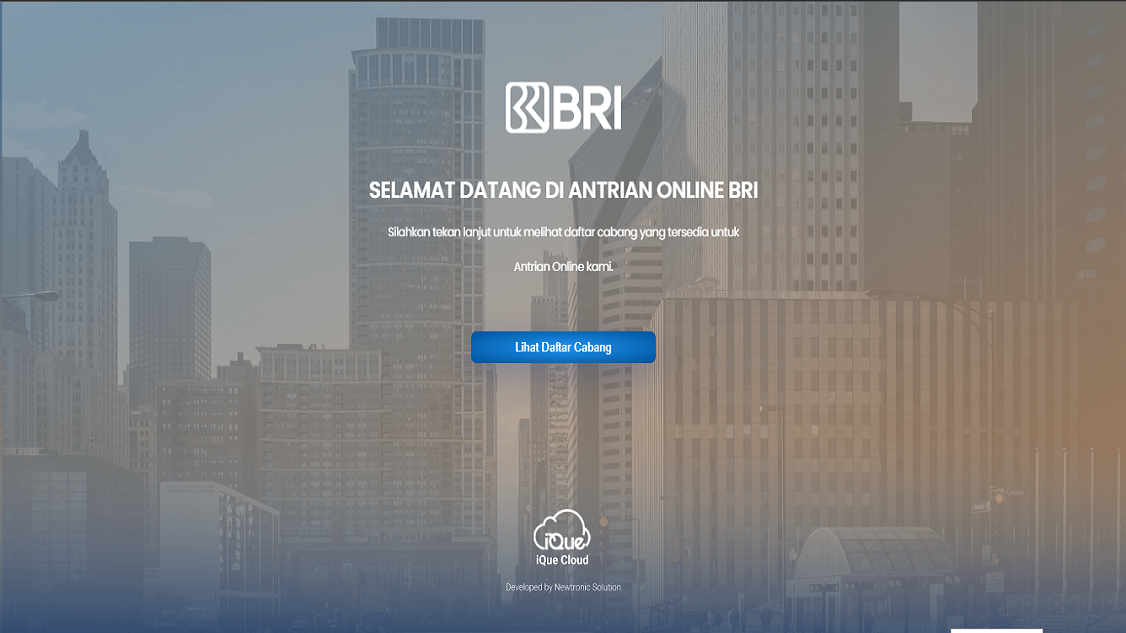 BRI
SELAMAT DATANG DI ANTRIAN ONLINE BRI
Silahkan tekan lanjut untuk melihat daftar cabang yang tersedia untuk
Antrian Online kami.
Lihat Daftar Cabang
iQue
iQue Cloud
Developed by Newtronic Solution